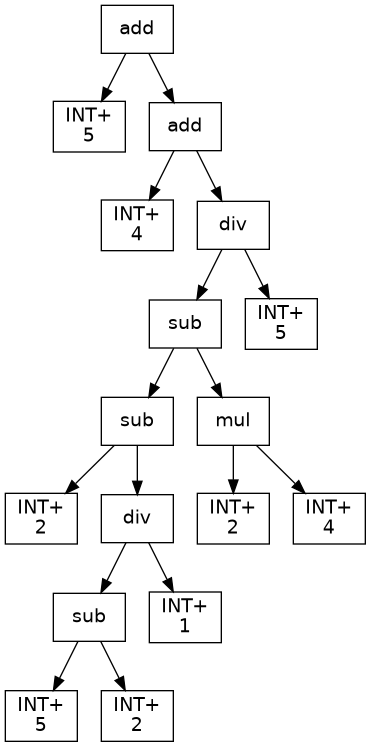 add
INT+
5
add
INT+
4
div
sub
INT+
5
sub
mul
INT+
2
div
INT+
2
INT+
4
sub
INT+
1
INT+
5
INT+
2